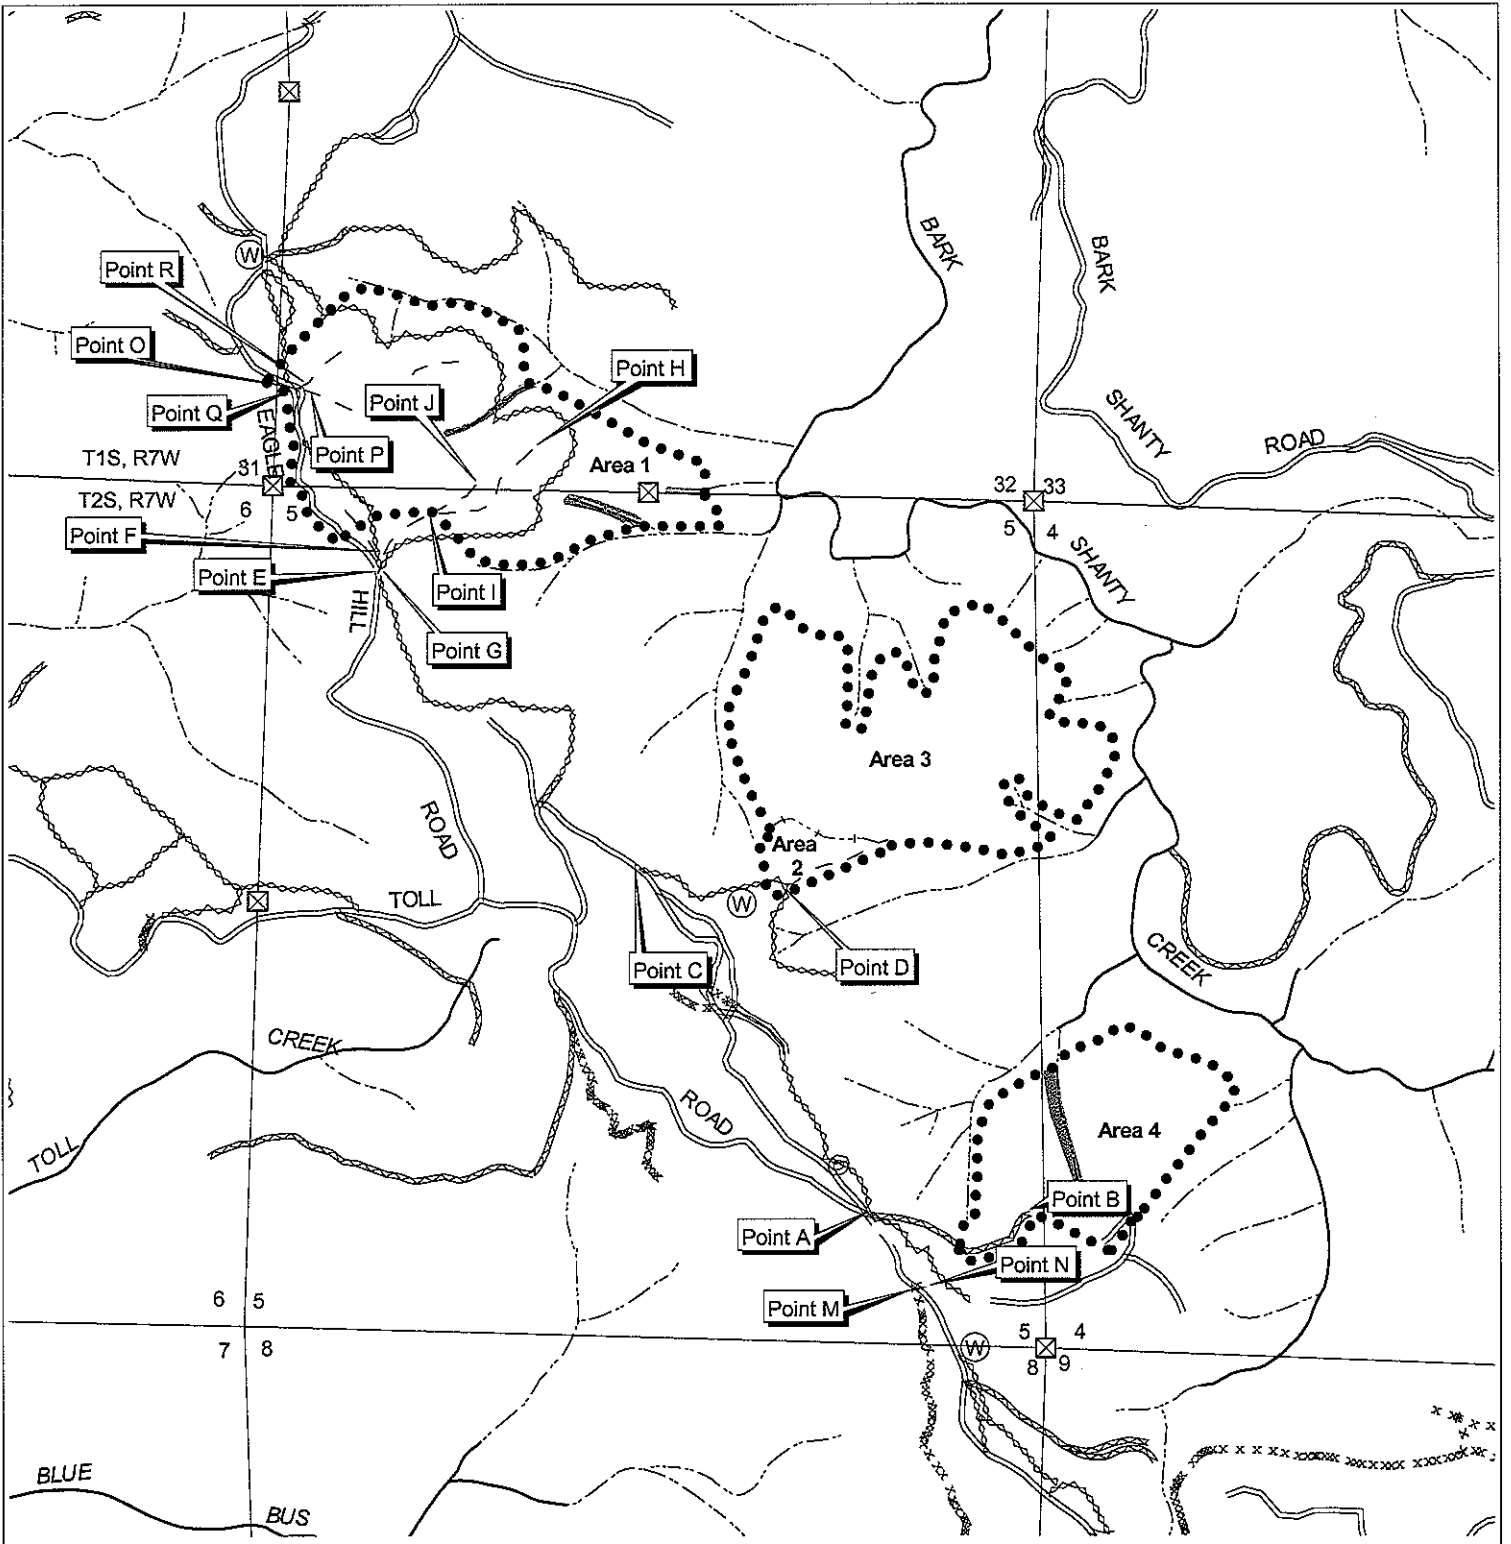 BARK
BARK
W
Point R
Point O
Point H
Point J
Point Q
EAGLE
SHANTY
ROAD
Point P
T1S, R7W
31
Area 1
32
33
T2S, R7W
6
5
5
4
Point F
SHANTY
Point E
Point I
HILL
Point G
Area 3
ROAD
Area
2
TOLL
W
Point C
Point D
CREEK
CREEK
ROAD
Area 4
TOLL
Point B
Point A
Point N
Point M
6
5
5
4
7
8
W
8
9
BLUE
BUS